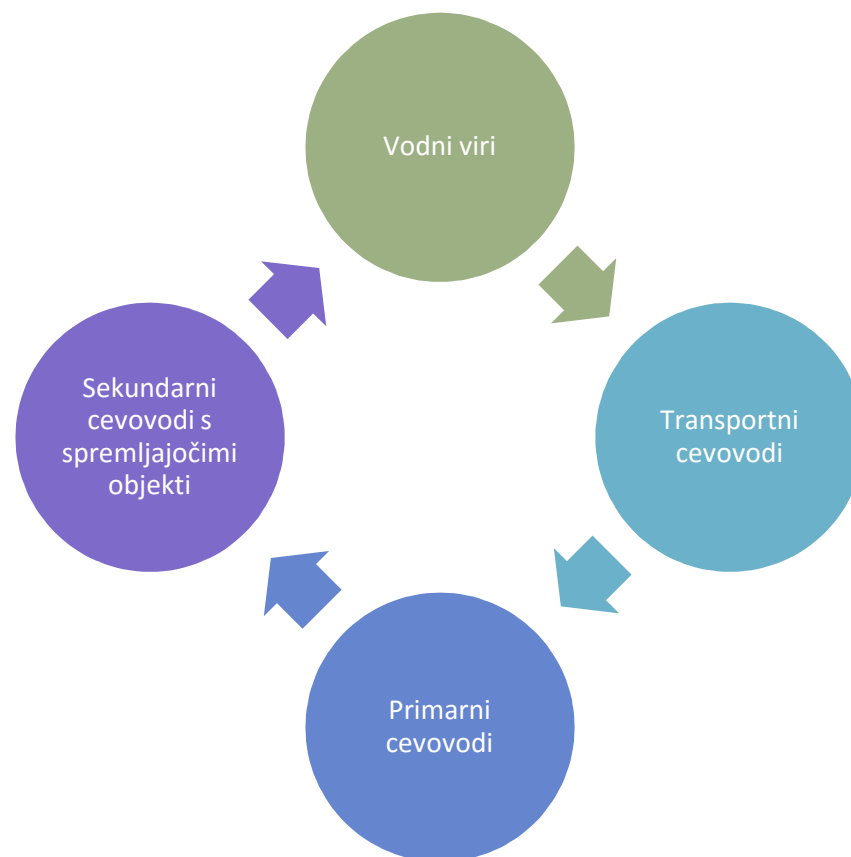 Vodni viri
Transportni
cevovodi
Primarni
cevovodi
Sekundarni
cevovodi s
spremljajočimi
objekti